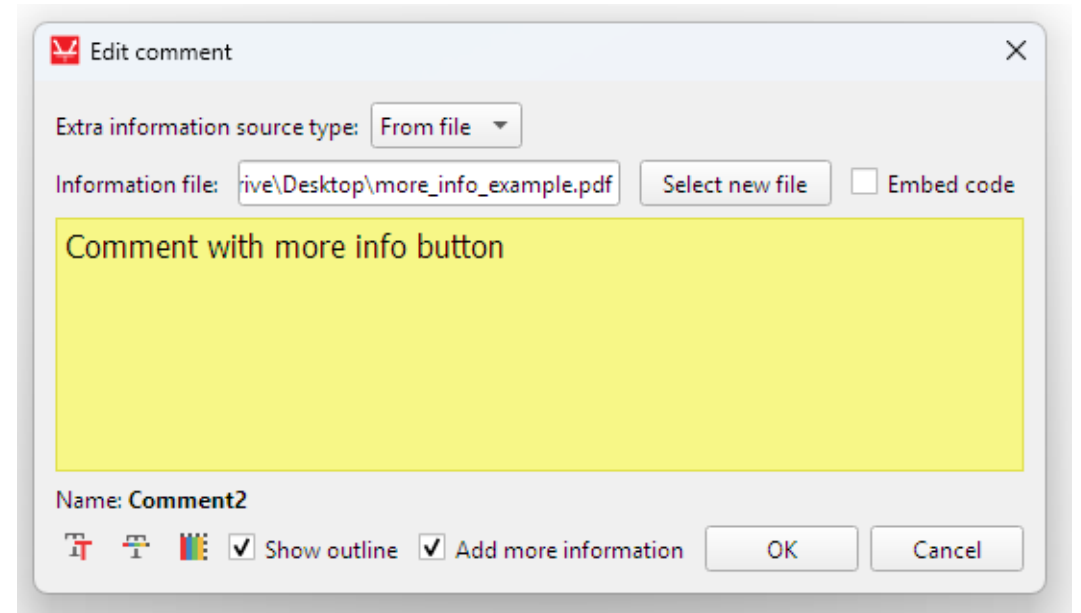 Edit comment
Extra information source type: From file
Information file: rive\Desktop\more_info_example.pdf Select new file Embed code
Comment with more info button
Name: Comment2
Show outline Add more information OK Cancel